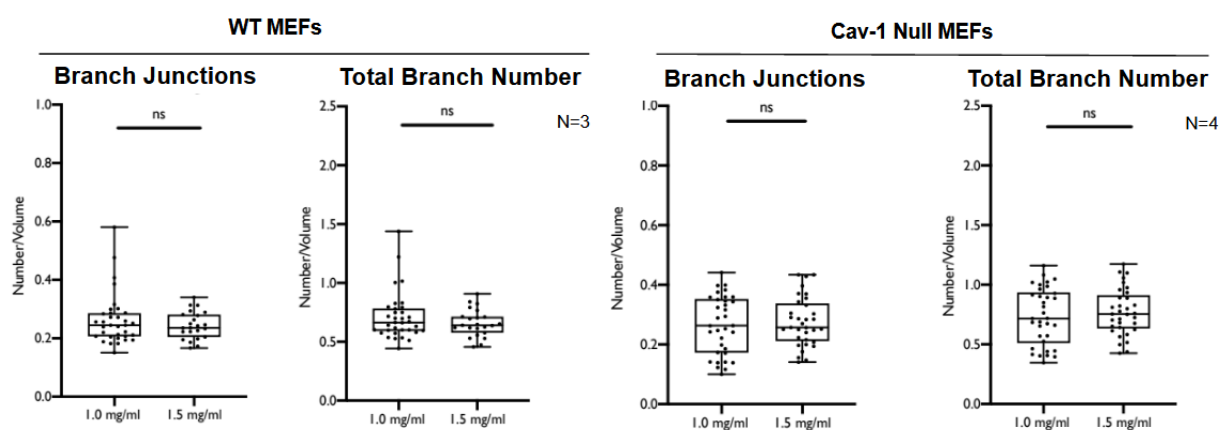 WT MEFs
Branch Junctions
Total Branch Number
1.0
0.8
0.6
0.4
0.2
0.0
Number/Volume
ns
1.0 mg/ml 1.5 mg/ml
2.5
2.0
1.5
1.0
0.5
0.0
Number/Volume
ns
N=3
1.0 mg/ml 1.5 mg/ml
Cav-1 Null MEFs
Branch Junctions
Total Branch Number
1.0
0.8
0.6
0.4
0.2
0.0
Number/Volume
ns
1.0 mg/ml 1.5 mg/ml
2.5
2.0
1.5
1.0
0.5
0.0
Number/Volume
ns
N=4
1.0 mg/ml 1.5 mg/ml